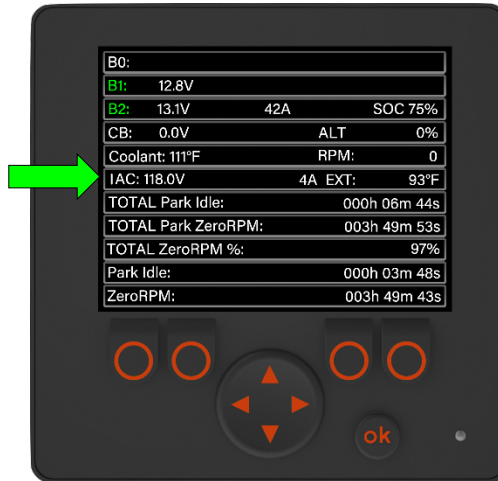 B0:
B1: 12.8V
B2: 13.1V 42A SOC 75%
CB: 0.0V ALT 0%
Coolant: 111°F RPM: 0
IAC: 118.0V 4A EXT: 93°F
TOTAL Park Idle: 000h 06m 44s
TOTAL Park ZeroRPM: 003h 49m 53s
TOTAL ZeroRPM %: 97%
Park Idle: 000h 03m 48s
ZeroRPM: 003h 49m 43s
ok